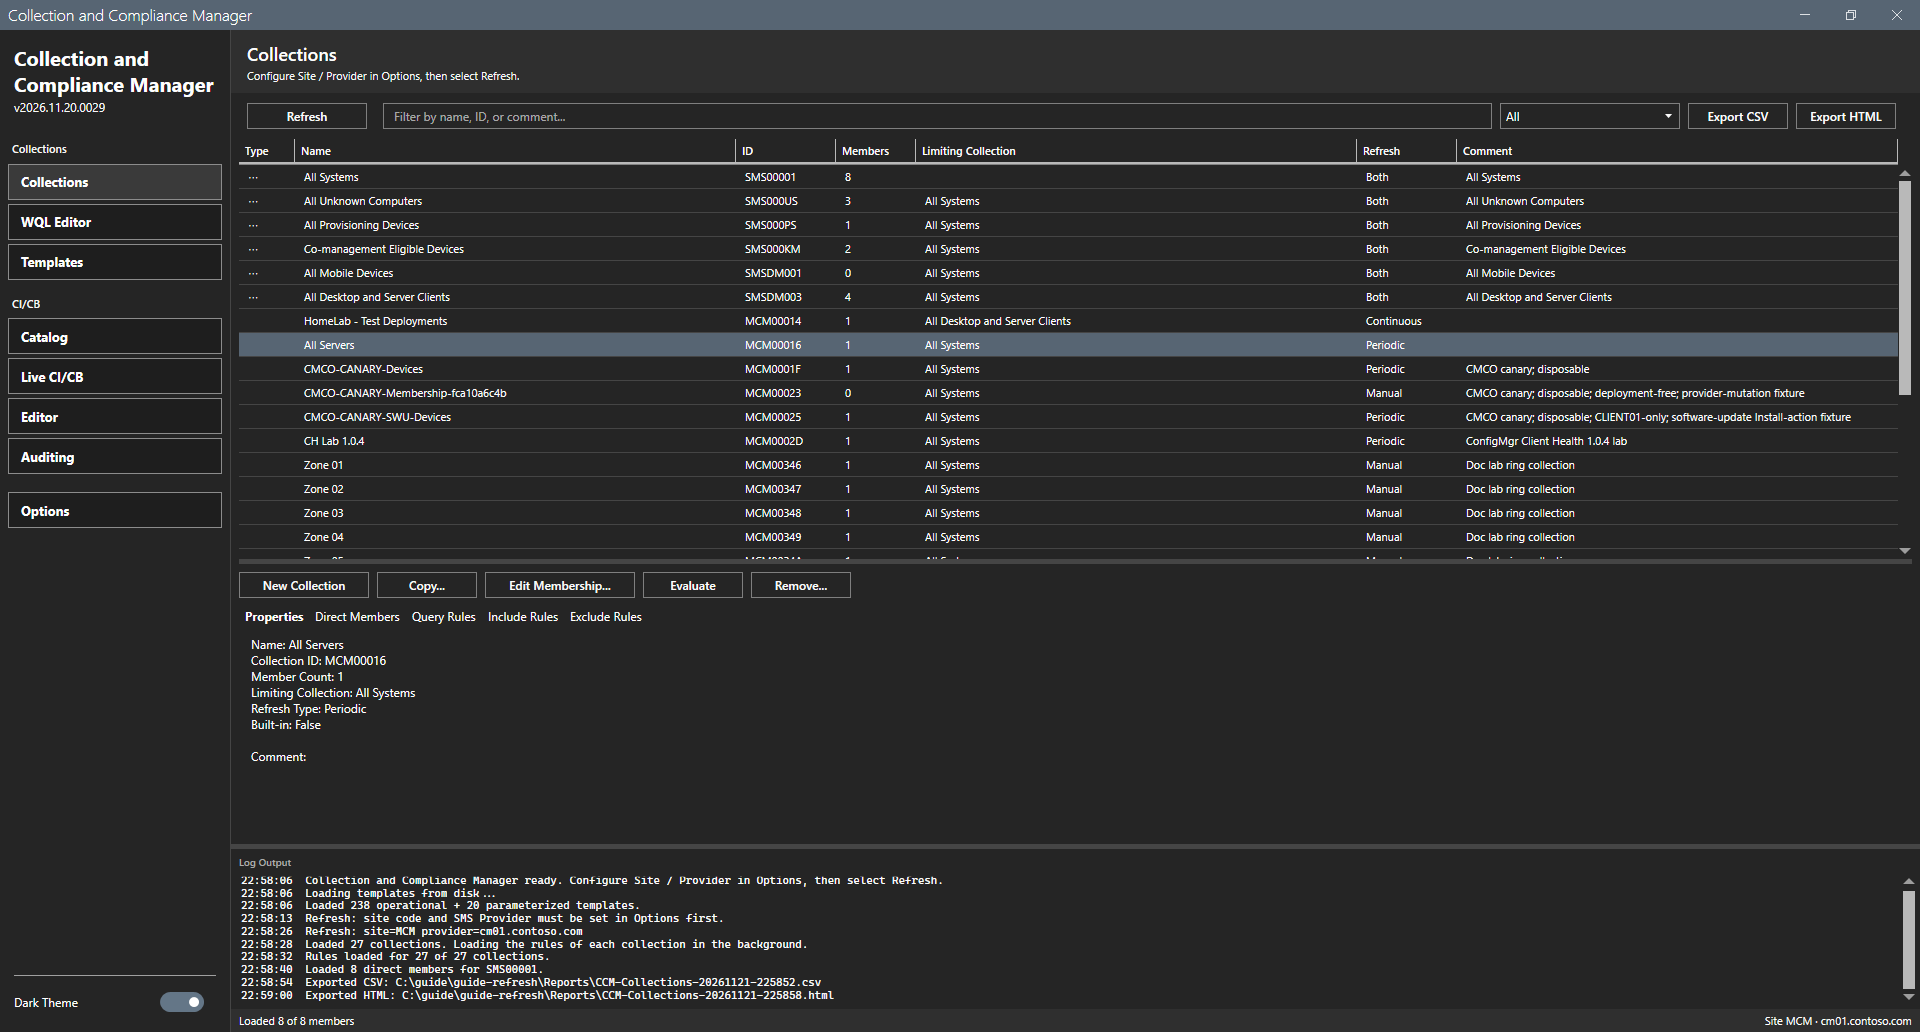 Collection and Compliance Manager
Collection and
Compliance Manager
v2026.11.20.0029
Collections
Collections
WQL Editor
Templates
CI/CB
Catalog
Live CI/CB
Editor
Auditing
Options
Dark Theme
Collections
Configure Site / Provider in Options, then select Refresh.
Refresh
Filter by name, ID, or comment...
All
Export CSV
Export HTML
Type Name ID Members Limiting Collection Refresh Comment
... All Systems SMS00001 8 Both All Systems
... All Unknown Computers SMS000US 3 All Systems Both All Unknown Computers
... All Provisioning Devices SMS000PS 1 All Systems Both All Provisioning Devices
... Co-management Eligible Devices SMS000KM 2 All Systems Both Co-management Eligible Devices
... All Mobile Devices SMSDM001 0 All Systems Both All Mobile Devices
... All Desktop and Server Clients SMSDM003 4 All Systems Both All Desktop and Server Clients
HomeLab - Test Deployments MCM00014 1 All Desktop and Server Clients Continuous
All Servers MCM00016 1 All Systems Periodic
CMCO-CANARY-Devices MCM0001F 1 All Systems Periodic CMCO canary; disposable
CMCO-CANARY-Membership-fca10a6c4b MCM00023 0 All Systems Manual CMCO canary; disposable; deployment-free; provider-mutation fixture
CMCO-CANARY-SWU-Devices MCM00025 1 All Systems Periodic CMCO canary; disposable; CLIENT01-only; software-update Install-action fixture
CH Lab 1.0.4 MCM0002D 1 All Systems Periodic ConfigMgr Client Health 1.0.4 lab
Zone 01 MCM00346 1 All Systems Manual Doc lab ring collection
Zone 02 MCM00347 1 All Systems Manual Doc lab ring collection
Zone 03 MCM00348 1 All Systems Manual Doc lab ring collection
Zone 04 MCM00349 1 All Systems Manual Doc lab ring collection
New Collection
Copy...
Edit Membership...
Evaluate
Remove...
Properties Direct Members Query Rules Include Rules Exclude Rules
Name: All Servers
Collection ID: MCM00016
Member Count: 1
Limiting Collection: All Systems
Refresh Type: Periodic
Built-in: False
Comment:
Log Output
22:58:06 Collection and Compliance Manager ready. Configure Site / Provider in Options, then select Refresh.
22:58:06 Loading templates from disk...
22:58:06 Loaded 238 operational + 20 parameterized templates.
22:58:13 Refresh: site code and SMS Provider must be set in Options first.
22:58:26 Refresh: site=MCM provider=cm01.contoso.com
22:58:28 Loaded 27 collections. Loading the rules of each collection in the background.
22:58:32 Rules loaded for 27 of 27 collections.
22:58:40 Loaded 8 direct members for SMS00001.
22:58:54 Exported CSV: C:\guide\guide-refresh\Reports\CCM-Collections-20261121-225852.csv
22:59:00 Exported HTML: C:\guide\guide-refresh\Reports\CCM-Collections-20261121-225858.html
Loaded 8 of 8 members
Site MCM · cm01.contoso.com